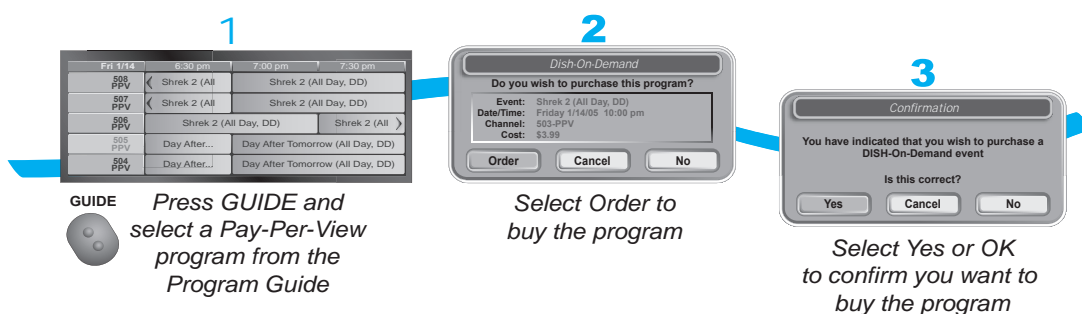 1
Fri 1/14 6:30 pm 7:00 pm 7:30 pm
508 PPV Shrek 2 (All Shrek 2 (All Day, DD)
507 PPV Shrek 2 (All Shrek 2 (All Day, DD)
506 PPV Shrek 2 (All Day, DD) Shrek 2 (All
505 PPV Day After... Day After Tomorrow (All Day, DD)
504 PPV Day After... Day After Tomorrow (All Day, DD)
GUIDE
Press GUIDE and
select a Pay-Per-View
program from the
Program Guide
2
Dish-On-Demand
Do you wish to purchase this program?
Event: Shrek 2 (All Day, DD)
Date/Time: Friday 1/14/05 10:00 pm
Channel: 503-PPV
Cost: $3.99
Order Cancel No
Select Order to
buy the program
3
Confirmation
You have indicated that you wish to purchase a
DISH-On-Demand event
Is this correct?
Yes Cancel No
Select Yes or OK
to confirm you want to
buy the program